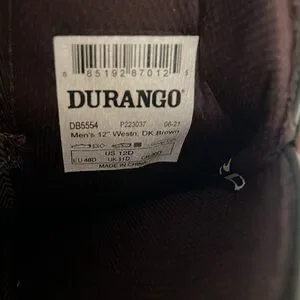 8 85192 87012 5
DURANGO®
DB5554 P223037 06-21
Men's 12" Westn, DK Brown
US 12D
EU 46D UK 11D
MADE IN CHINA